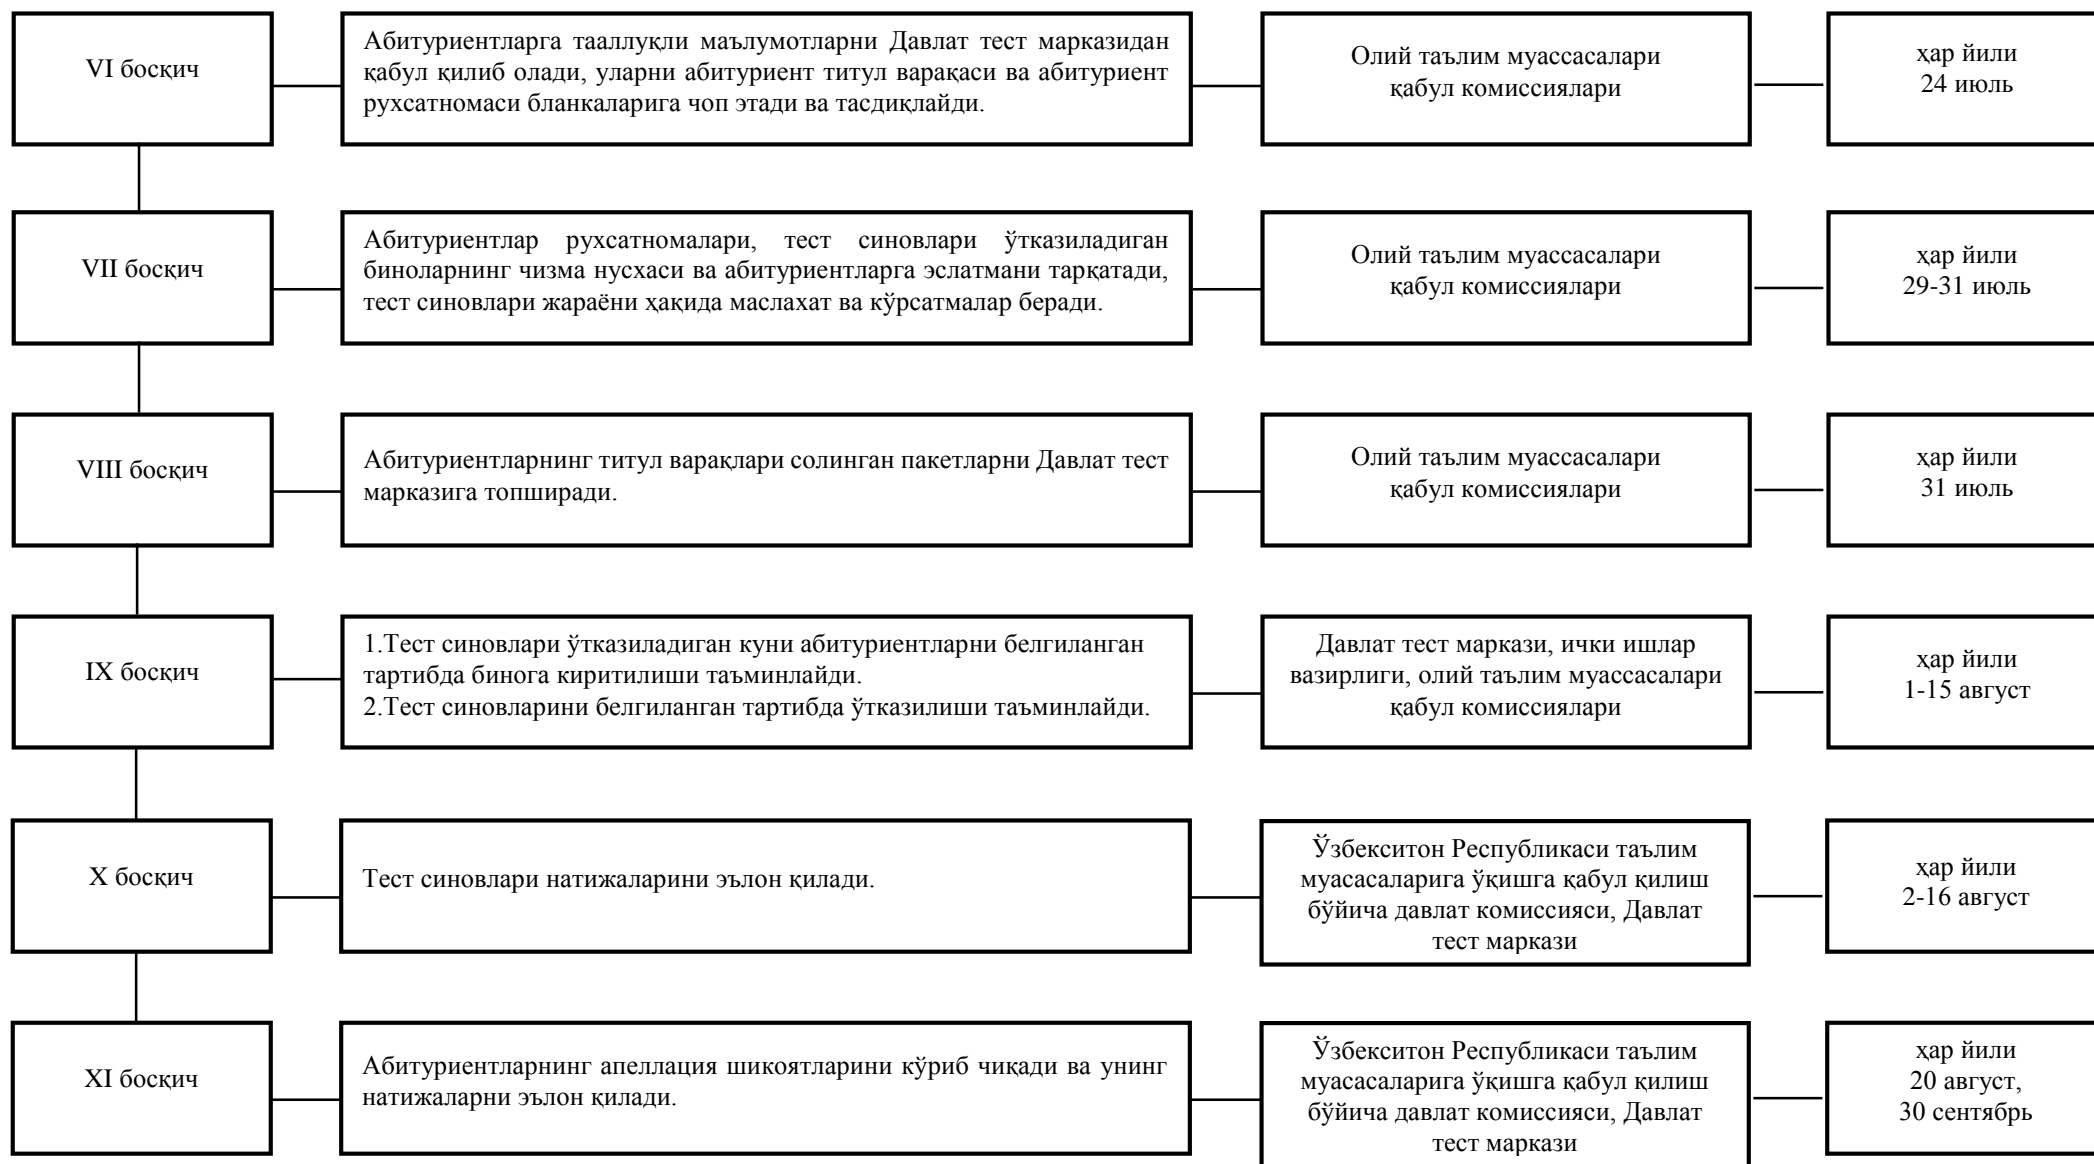 VI босқич
Абитуриентларга тааллуқли маълумотларни Давлат тест марказидан
қабул қилиб олади, уларни абитуриент титул варақаси ва абитуриент
рухсатномаси бланкаларига чоп этади ва тасдиқлайди.
Олий таълим муассасалари
қабул комиссиялари
ҳар йили
24 июль
VII босқич
Абитуриентлар рухсатномалари, тест синовлари ўтказиладиган
биноларнинг чизма нусхаси ва абитуриентларга эслатмани тарқатади,
тест синовлари жараёни ҳақида маслахат ва кўрсатмалар беради.
Олий таълим муассасалари
қабул комиссиялари
ҳар йили
29-31 июль
VIII босқич
Абитуриентларнинг титул варақлари солинган пакетларни Давлат тест
марказига топширади.
Олий таълим муассасалари
қабул комиссиялари
ҳар йили
31 июль
IX босқич
1.Тест синовлари ўтказиладиган куни абитуриентларни белгиланган
тартибда бинога киритилиши таъминлайди.
2.Тест синовларини белгиланган тартибда ўтказилиши таъминлайди.
Давлат тест маркази, ички ишлар
вазирлиги, олий таълим муассасалари
қабул комиссиялари
ҳар йили
1-15 август
X босқич
Тест синовлари натижаларини эълон қилади.
Ўзбекситон Республикаси таълим
муасасаларига ўқишга қабул қилиш
бўйича давлат комиссияси, Давлат
тест маркази
ҳар йили
2-16 август
XI босқич
Абитуриентларнинг апелляция шикоятларини кўриб чиқади ва унинг
натижаларни эълон қилади.
Ўзбекситон Республикаси таълим
муасасаларига ўқишга қабул қилиш
бўйича давлат комиссияси, Давлат
тест маркази
ҳар йили
20 август,
30 сентябрь